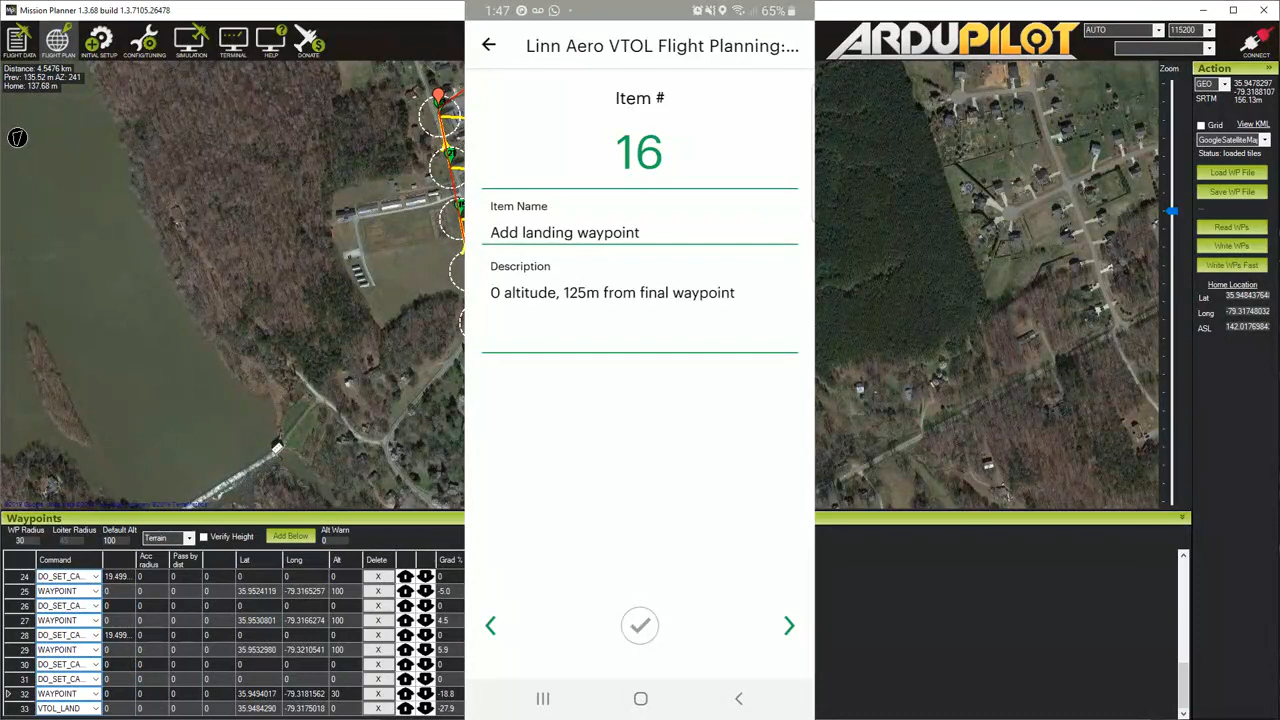 Mission Planner 1.3.68 build 1.3.7105.26478
FLIGHT DATA
FLIGHT PLAN
INITIAL SETUP
CONFIG/TUNING
SIMULATION
TERMINAL
HELP
DONATE
Distance: 4.5476 km
Prev: 135.52 m AZ: 241
Home: 137.68 m
1:47
65%
Linn Aero VTOL Flight Planning:...
Item #
16
Item Name
Add landing waypoint
Description
0 altitude, 125m from final waypoint
ARDUPILOT
AUTO
115200
CONNECT
Zoom
Action
GEO
35.9478297
-79.3188107
SRTM
156.13m
Grid
View KML
GoogleSatelliteMap
Status: loaded tiles
Load WP File
Save WP File
Read WPs
Write WPs
Write WPs Fast
Home Location
Lat 35.94843764
Long -79.31748032
ASL 142.0176984
Waypoints
WP Radius
30
Loiter Radius
45
Default Alt
100
Terrain
Verify Height
Add Below
Alt Warn
0
Command Acc radius Pass by dist Lat Long Alt Delete Grad %
24 DO_SET_CA... 19.499... 0 0 0 0 0 0 X 0
25 WAYPOINT 0 0 0 0 35.9524119 -79.3165257 100 X -5.0
26 DO_SET_CA... 0 0 0 0 0 0 0 X 0
27 WAYPOINT 0 0 0 0 35.9530801 -79.3166274 100 X 4.5
28 DO_SET_CA... 19.499... 0 0 0 0 0 0 X 0
29 WAYPOINT 0 0 0 0 35.9532980 -79.3210541 100 X 5.9
30 DO_SET_CA... 0 0 0 0 0 0 0 X 0
31 DO_SET_CA... 0 0 0 0 0 0 0 X 0
32 WAYPOINT 0 0 0 0 35.9494017 -79.3181562 30 X -18.8
33 VTOL_LAND 0 0 0 0 35.9484290 -79.3175018 0 X -27.9